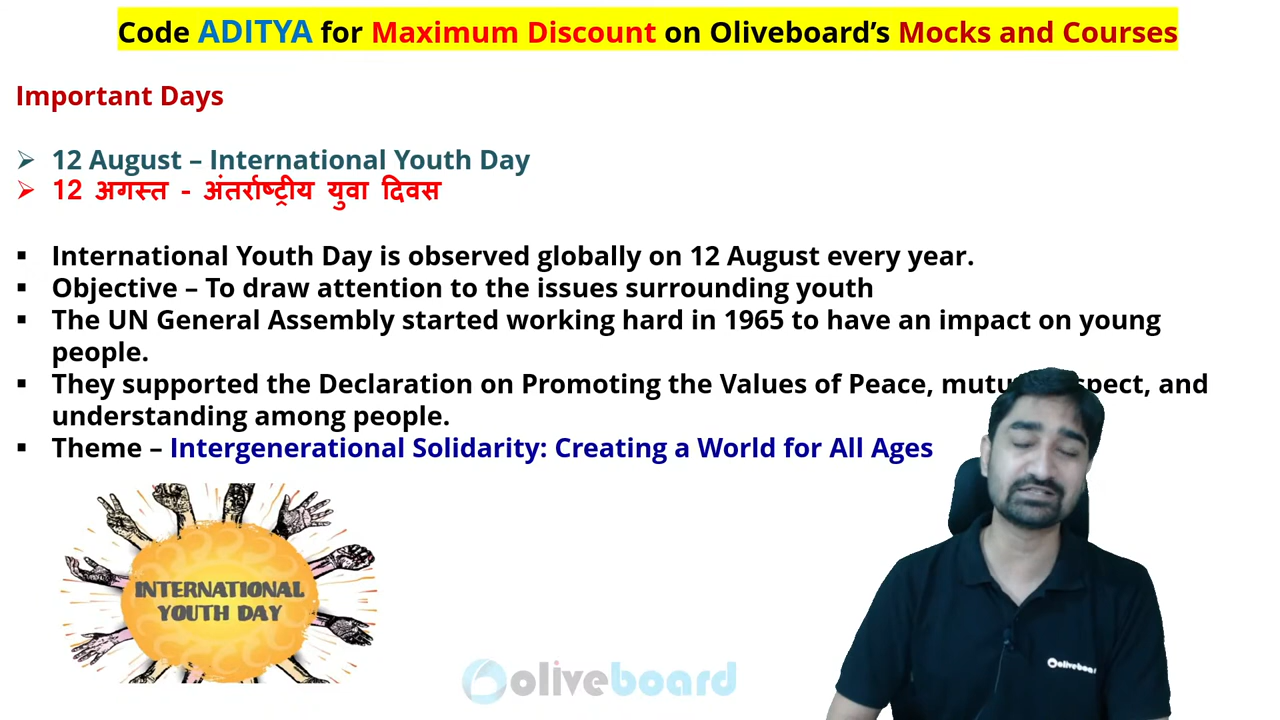 Code ADITYA for Maximum Discount on Oliveboard’s Mocks and Courses
Important Days
12 August – International Youth Day
12 अगस्त - अंतर्राष्ट्रीय युवा दिवस
International Youth Day is observed globally on 12 August every year.
Objective – To draw attention to the issues surrounding youth
The UN General Assembly started working hard in 1965 to have an impact on young
people.
They supported the Declaration on Promoting the Values of Peace, and
understanding among people.
Theme – Intergenerational Solidarity: Creating a World for All Ages
INTERNATIONAL
YOUTH DAY
oliveboard
oliveboard